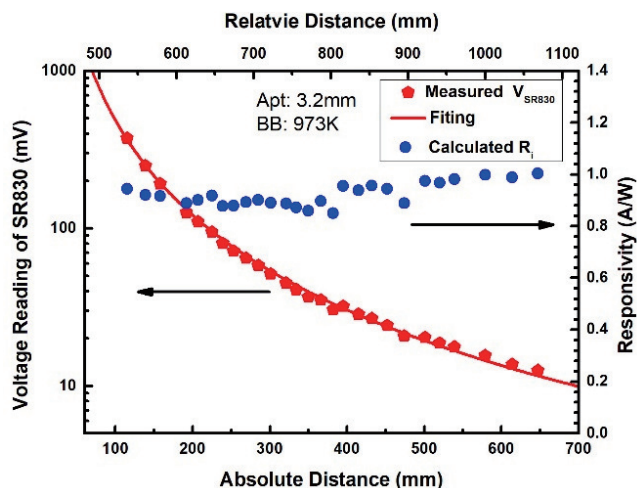 Relatvie Distance (mm)
500 600 700 800 900 1000 1100
1000 1.4
Apt: 3.2mm
BB: 973K
Measured V_SR830
Fiting
Calculated R_i
1.2
1.0
100 0.8
0.6
0.4
10 0.2
0.0
100 200 300 400 500 600 700
Absolute Distance (mm)
Voltage Reading of SR830 (mV)
Responsivity (A/W)